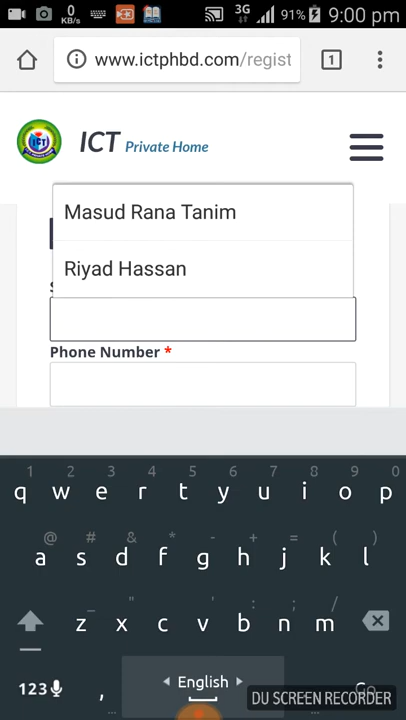 0
KB/s
3G
91%
9:00 pm
www.ictphbd.com/regist
1
ICT Private Home
Masud Rana Tanim
Riyad Hassan
Phone Number *
1 2 3 4 5 6 7 8 9 0
q w e r t y u i o p
@ # & * - + = ( )
a s d f g h j k l
_ " ' : ; /
z x c v b n m
123 , English Go
DU SCREEN RECORDER